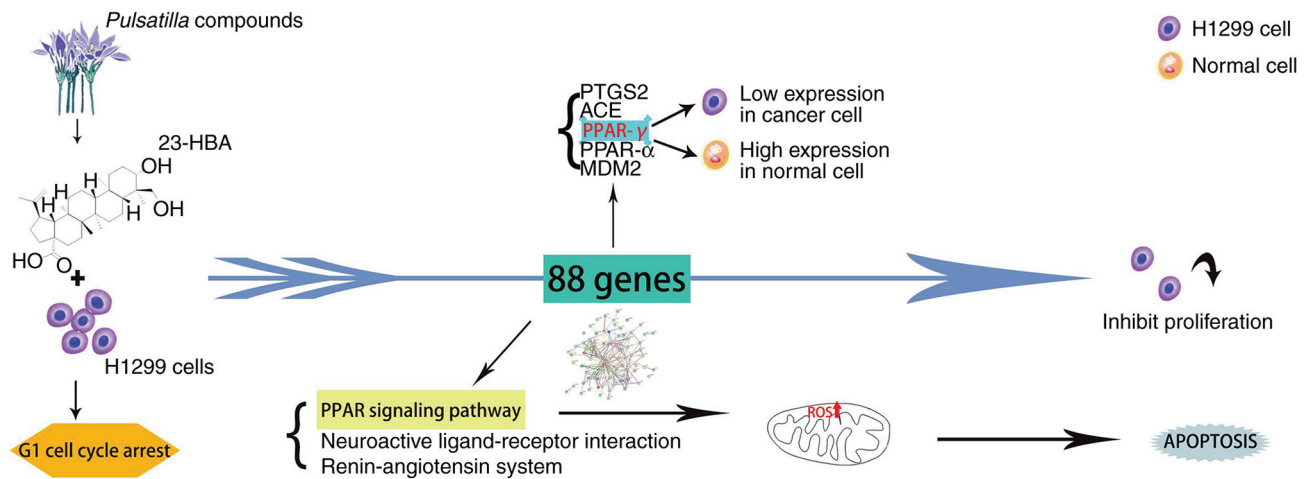 Pulsatilla compounds
23-HBA
OH
H
H
H
H
OH
HO
O
+
H1299 cells
G1 cell cycle arrest
PTGS2
ACE
PPAR-γ
PPAR-α
MDM2
Low expression
in cancer cell
High expression
in normal cell
H1299 cell
Normal cell
88 genes
Inhibit proliferation
PPAR signaling pathway
Neuroactive ligand-receptor interaction
Renin-angiotensin system
ROS
APOPTOSIS